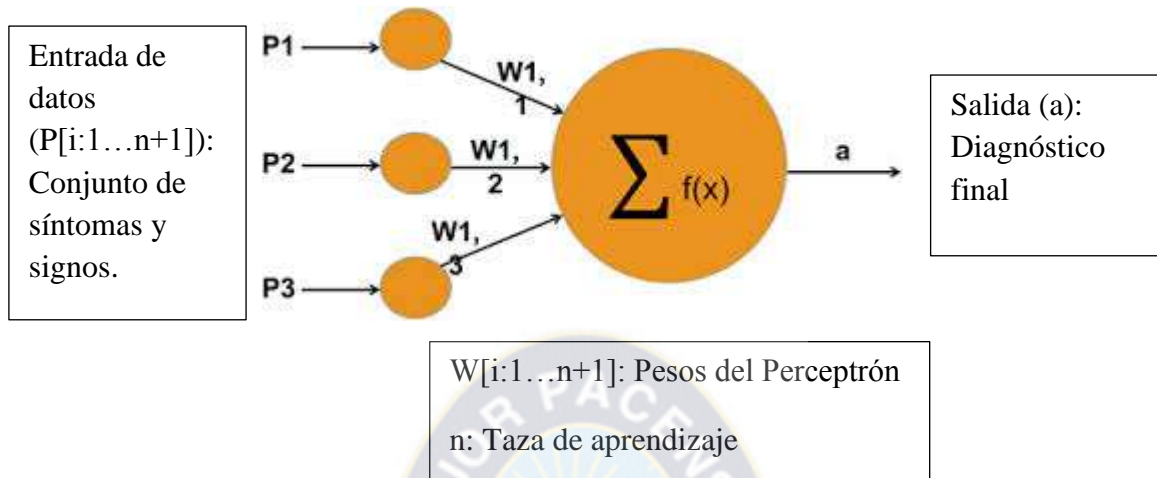 Entrada de
datos
(P[i:1…n+1]):
Conjunto de
síntomas y
signos.
P1
P2
P3
W1,
1
W1,
2
W1,
3
∑ f(x)
a
Salida (a):
Diagnóstico
final
W[i:1…n+1]: Pesos del Perceptrón
n: Taza de aprendizaje